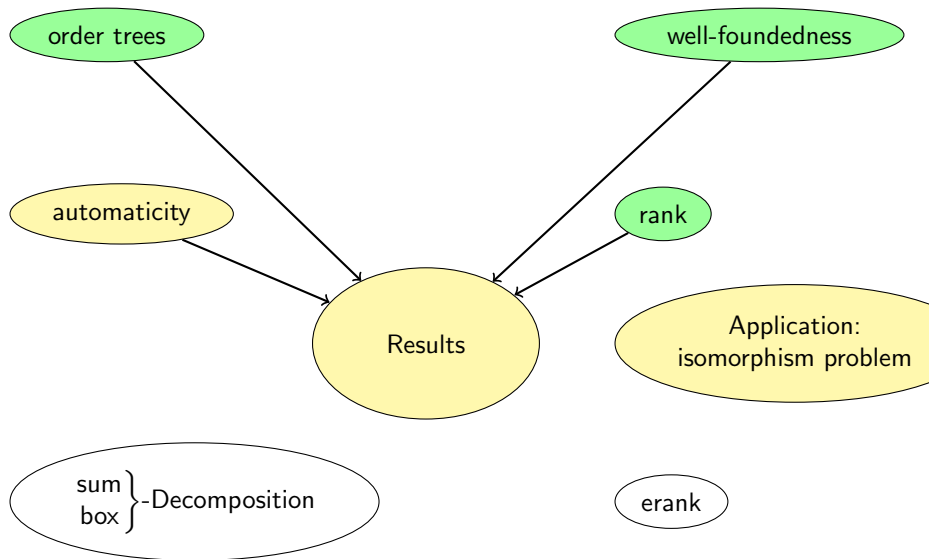 order trees
well-foundedness
automaticity
rank
Results
Application:
isomorphism problem
sum
box
}-Decomposition
erank